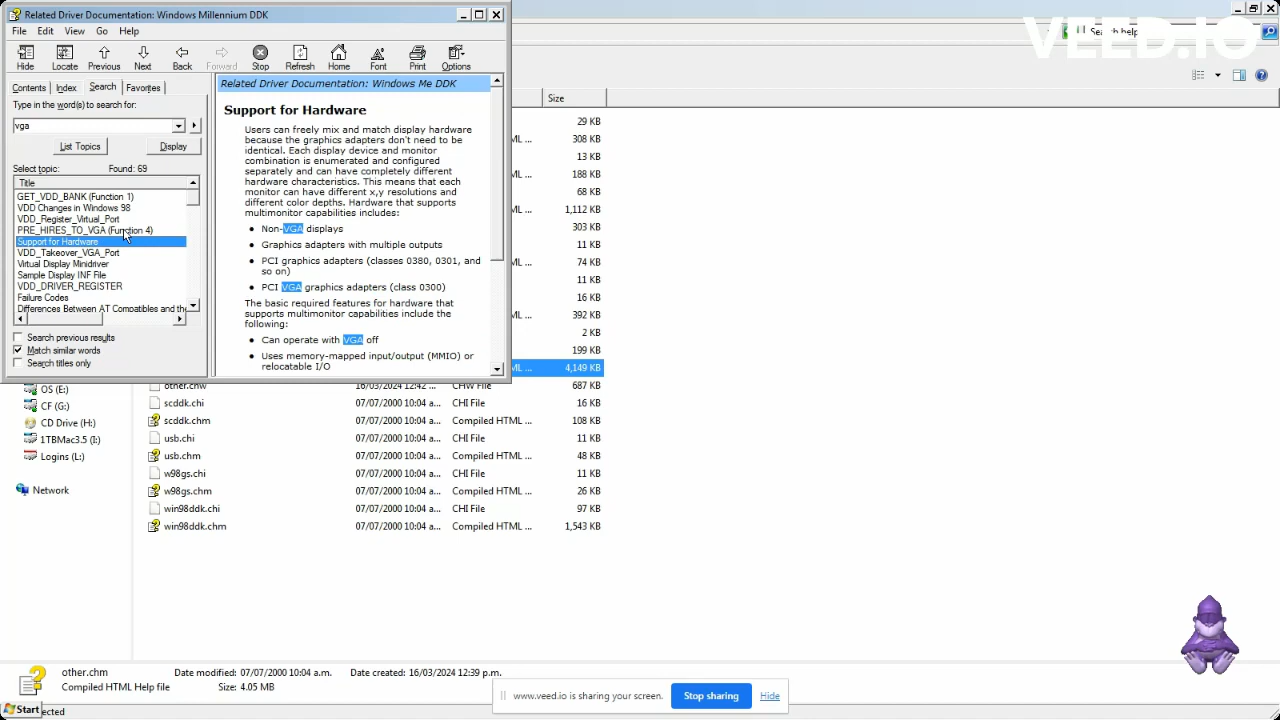 Related Driver Documentation: Windows Millennium DDK
File Edit View Go Help
Hide Locate Previous Next Back Forward Stop Refresh Home Font Print Options
Contents Index Search Favorites
Type in the word(s) to search for:
vga
List Topics Display
Select topic: Found: 69
Title
GET_VDD_BANK (Function 1)
VDD Changes in Windows 98
VDD_Register_Virtual_Port
PRE_HIRES_TO_VGA (Function 4)
Support for Hardware
VDD_Takeover_VGA_Port
Virtual Display Minidriver
Sample Display INF File
VDD_DRIVER_REGISTER
Failure Codes
Differences Between AT Compatibles and the
Search previous results
Match similar words
Search titles only
Related Driver Documentation: Windows Me DDK
Support for Hardware
Users can freely mix and match display hardware
because the graphics adapters don't need to be
identical. Each display device and monitor
combination is enumerated and configured
separately and can have completely different
hardware characteristics. This means that each
monitor can have different x,y resolutions and
different color depths. Hardware that supports
multimonitor capabilities includes:
• Non-VGA displays
• Graphics adapters with multiple outputs
• PCI graphics adapters (classes 0380, 0301, and
so on)
• PCI VGA graphics adapters (class 0300)
The basic required features for hardware that
supports multimonitor capabilities include the
following:
• Can operate with VGA off
• Uses memory-mapped input/output (MMIO) or
relocatable I/O
VEED.IO
Search help
Size
29 KB
ML ... 308 KB
13 KB
ML ... 188 KB
68 KB
ML ... 1,112 KB
303 KB
11 KB
ML ... 74 KB
11 KB
16 KB
ML ... 392 KB
2 KB
199 KB
ML ... 4,149 KB
other.chw 16/03/2024 12:42 ... CHW File 687 KB
scddk.chi 07/07/2000 10:04 a... CHI File 16 KB
scddk.chm 07/07/2000 10:04 a... Compiled HTML ... 108 KB
usb.chi 07/07/2000 10:04 a... CHI File 11 KB
usb.chm 07/07/2000 10:04 a... Compiled HTML ... 48 KB
w98gs.chi 07/07/2000 10:04 a... CHI File 11 KB
w98gs.chm 07/07/2000 10:04 a... Compiled HTML ... 26 KB
win98ddk.chi 07/07/2000 10:04 a... CHI File 97 KB
win98ddk.chm 07/07/2000 10:04 a... Compiled HTML ... 1,543 KB
OS (E:)
CF (G:)
CD Drive (H:)
1TBMac3.5 (I:)
Logins (L:)
Network
other.chm Date modified: 07/07/2000 10:04 a.m. Date created: 16/03/2024 12:39 p.m.
Compiled HTML Help file Size: 4.05 MB
www.veed.io is sharing your screen. Stop sharing Hide
Start ected